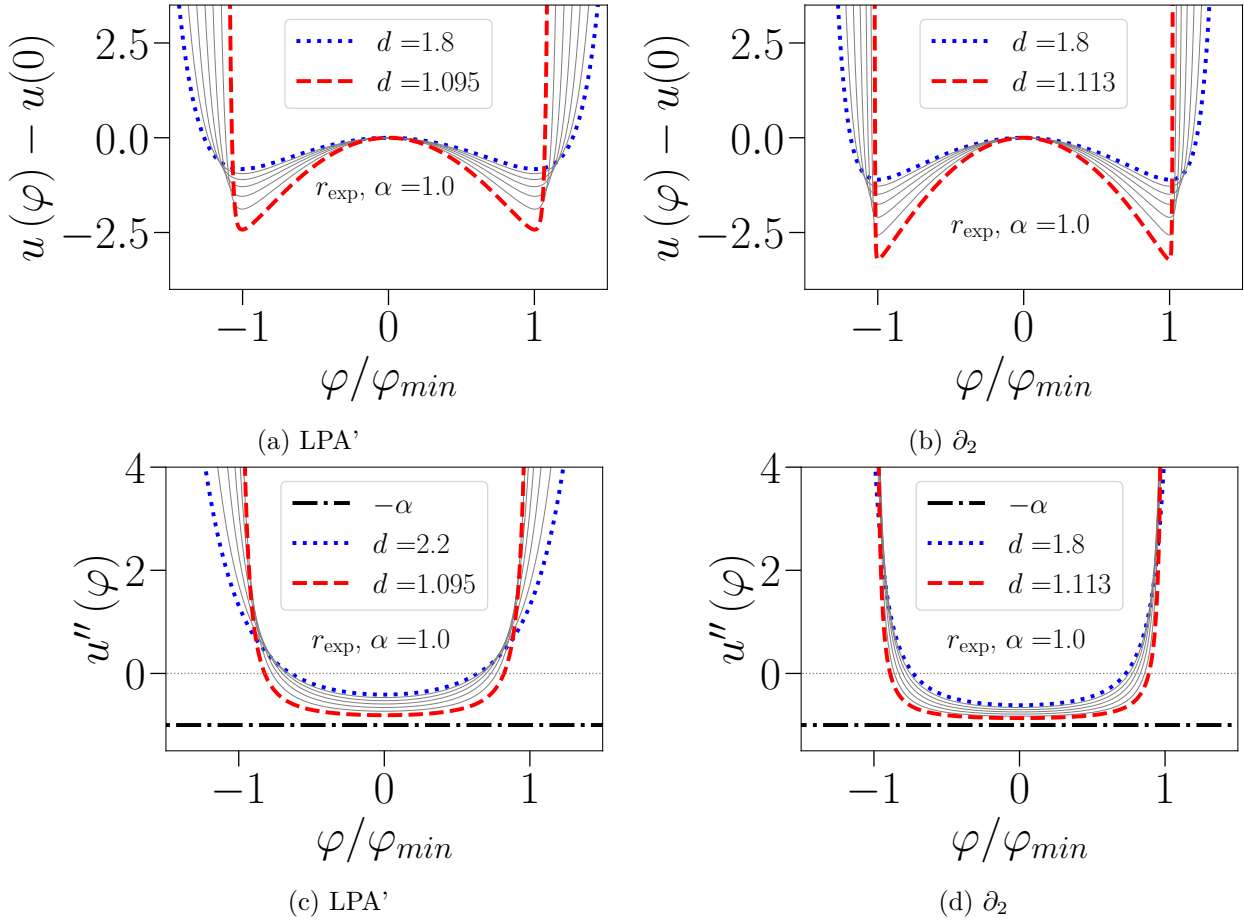 u (φ) − u(0)
2.5
0.0
−2.5
d =1.8
d =1.095
r_exp, α =1.0
−1 0 1
φ/φ_min
(a) LPA'
u (φ) − u(0)
2.5
0.0
−2.5
d =1.8
d =1.113
r_exp, α =1.0
−1 0 1
φ/φ_min
(b) ∂₂
u′′(φ)
4
2
0
−α
d =2.2
d =1.095
r_exp, α =1.0
−1 0 1
φ/φ_min
(c) LPA'
u′′(φ)
4
2
0
−α
d =1.8
d =1.113
r_exp, α =1.0
−1 0 1
φ/φ_min
(d) ∂₂